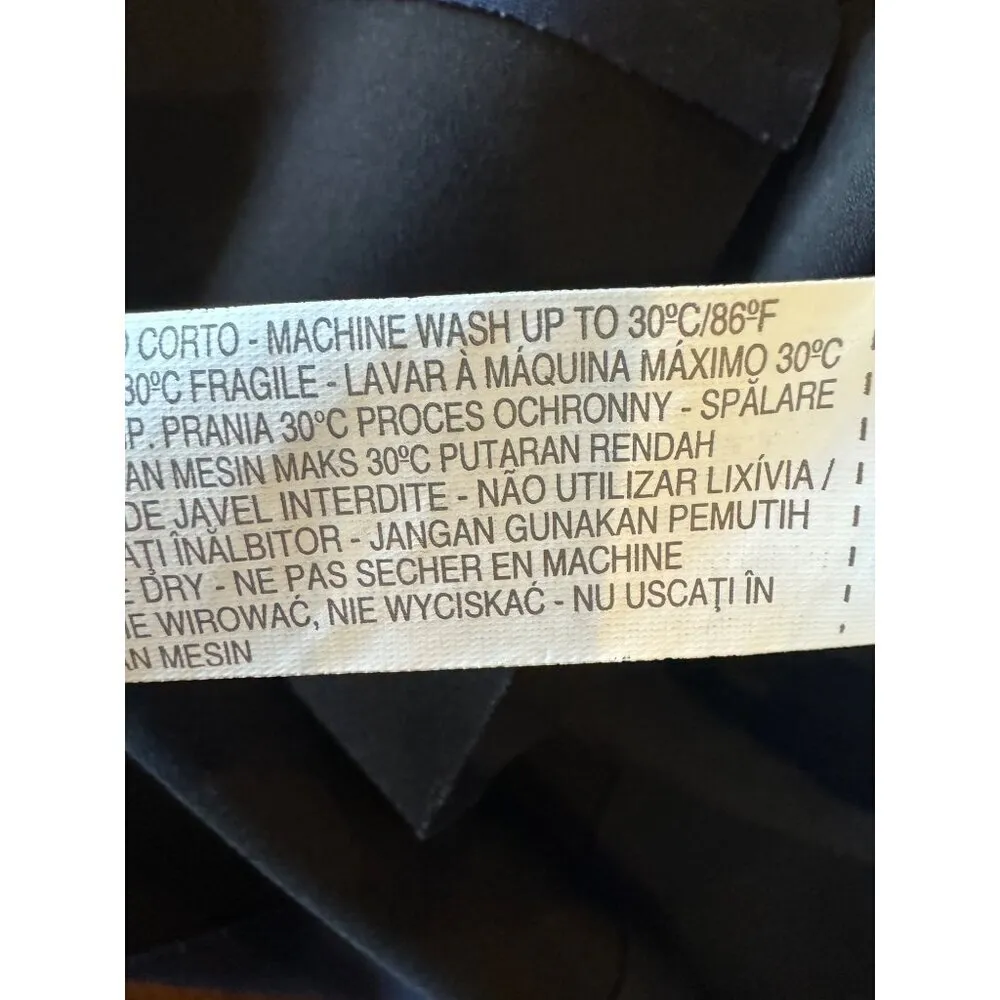 CORTO - MACHINE WASH UP TO 30ºC/86ºF
30ºC FRAGILE - LAVAR À MÁQUINA MÁXIMO 30ºC
P. PRANIA 30ºC PROCES OCHRONNY - SPĂLARE
AN MESIN MAKS 30ºC PUTARAN RENDAH
DE JAVEL INTERDITE - NÃO UTILIZAR LIXÍVIA /
AŢI ÎNĂLBITOR - JANGAN GUNAKAN PEMUTIH
E DRY - NE PAS SECHER EN MACHINE
IE WIROWAĆ, NIE WYCISKAĆ - NU USCAŢI ÎN
AN MESIN